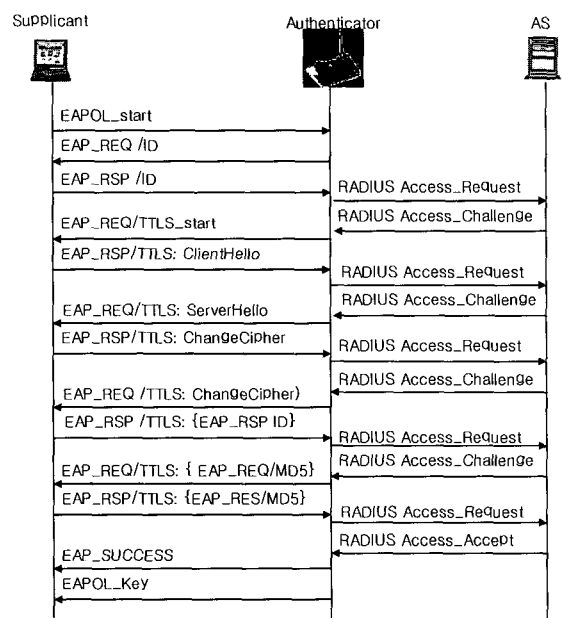 Supplicant
Authenticator
AS
EAPOL_start
EAP_REQ /ID
EAP_RSP /ID
RADIUS Access_Request
RADIUS Access_Challenge
EAP_REQ/TTLS_start
EAP_RSP/TTLS: ClientHello
RADIUS Access_Request
RADIUS Access_Challenge
EAP_REQ/TTLS: ServerHello
EAP_RSP/TTLS: ChangeCipher
RADIUS Access_Request
RADIUS Access_Challenge
EAP_REQ /TTLS: ChangeCipher)
EAP_RSP /TTLS: {EAP_RSP ID}
RADIUS Access_Request
RADIUS Access_Challenge
EAP_REQ/TTLS: { EAP_REQ/MD5}
EAP_RSP/TTLS: {EAP_RES/MD5}
RADIUS Access_Request
RADIUS Access_Accept
EAP_SUCCESS
EAPOL_Key